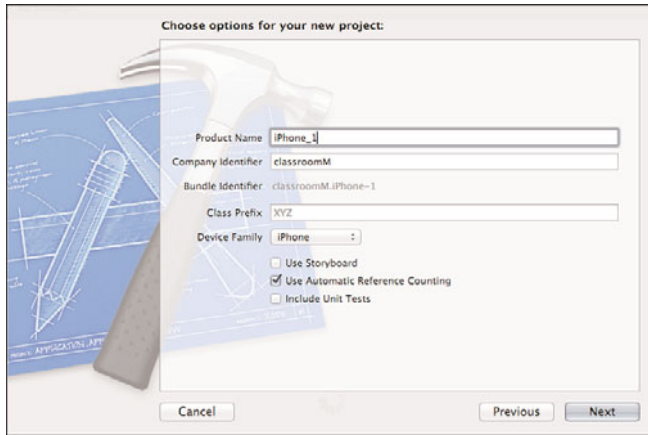 Choose options for your new project:
Product Name iPhone_1
Company Identifier classroomM
Bundle Identifier classroomM.iPhone-1
Class Prefix XYZ
Device Family iPhone
Use Storyboard
Use Automatic Reference Counting
Include Unit Tests
Cancel Previous Next